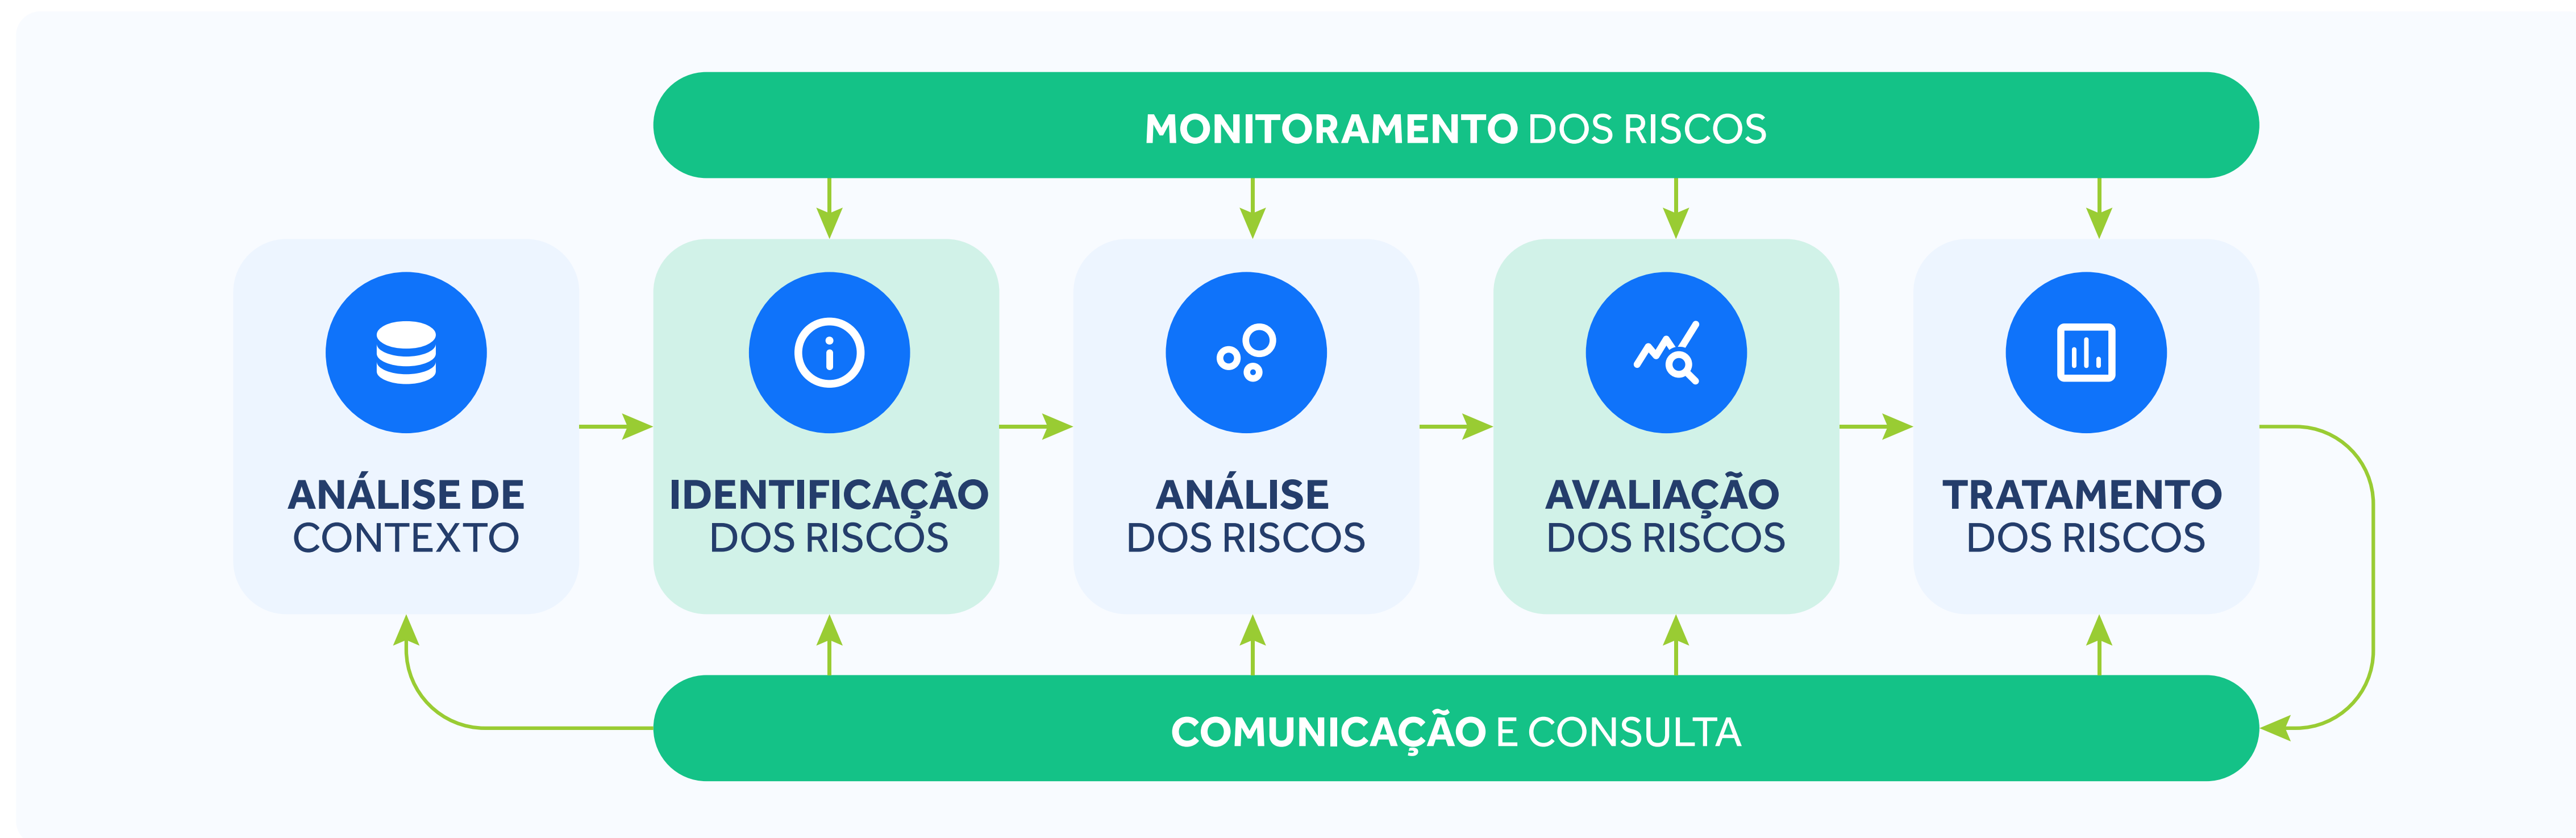 MONITORAMENTO DOS RISCOS
ANÁLISE DE
CONTEXTO
IDENTIFICAÇÃO
DOS RISCOS
ANÁLISE
DOS RISCOS
AVALIAÇÃO
DOS RISCOS
TRATAMENTO
DOS RISCOS
COMUNICAÇÃO E CONSULTA